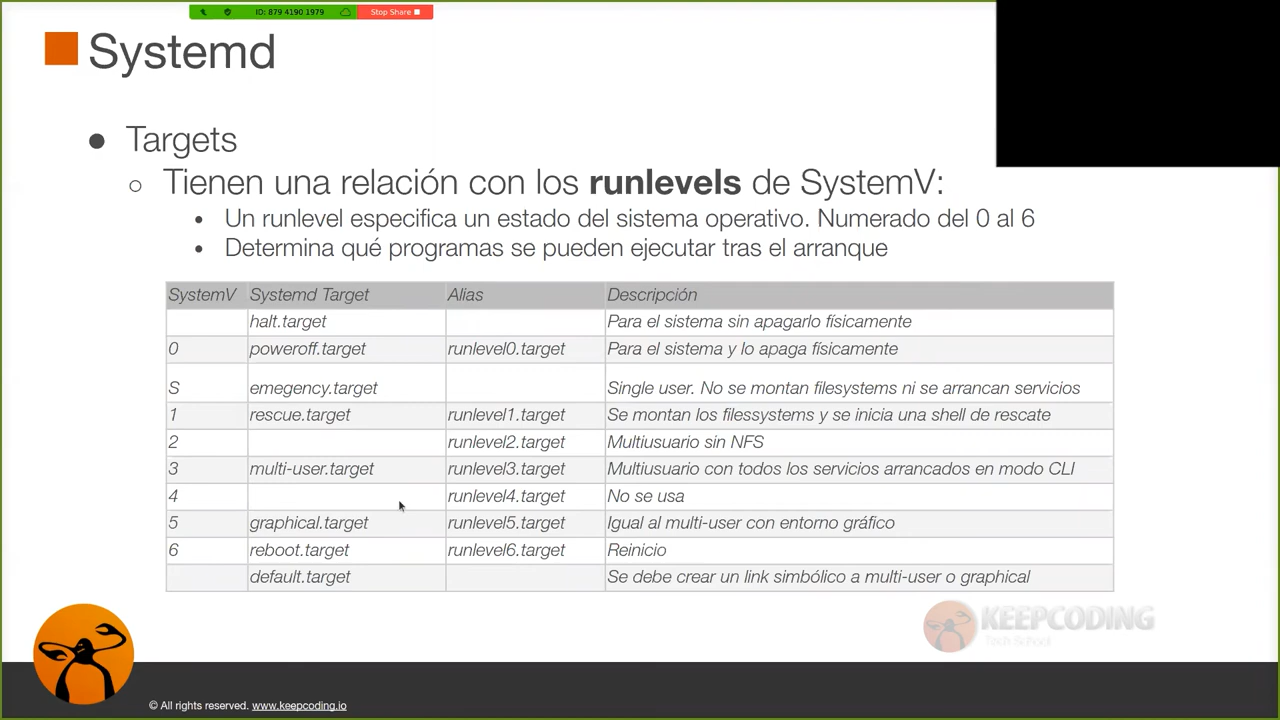 ID: 879 4190 1979 Stop Share
Systemd
Targets
Tienen una relación con los runlevels de SystemV:
Un runlevel especifica un estado del sistema operativo. Numerado del 0 al 6
Determina qué programas se pueden ejecutar tras el arranque
SystemV Systemd Target Alias Descripción
halt.target Para el sistema sin apagarlo físicamente
0 poweroff.target runlevel0.target Para el sistema y lo apaga físicamente
S emegency.target Single user. No se montan filesystems ni se arrancan servicios
1 rescue.target runlevel1.target Se montan los filessystems y se inicia una shell de rescate
2 runlevel2.target Multiusuario sin NFS
3 multi-user.target runlevel3.target Multiusuario con todos los servicios arrancados en modo CLI
4 runlevel4.target No se usa
5 graphical.target runlevel5.target Igual al multi-user con entorno gráfico
6 reboot.target runlevel6.target Reinicio
default.target Se debe crear un link simbólico a multi-user o graphical
KEEPCODING
Tech School
© All rights reserved. www.keepcoding.io